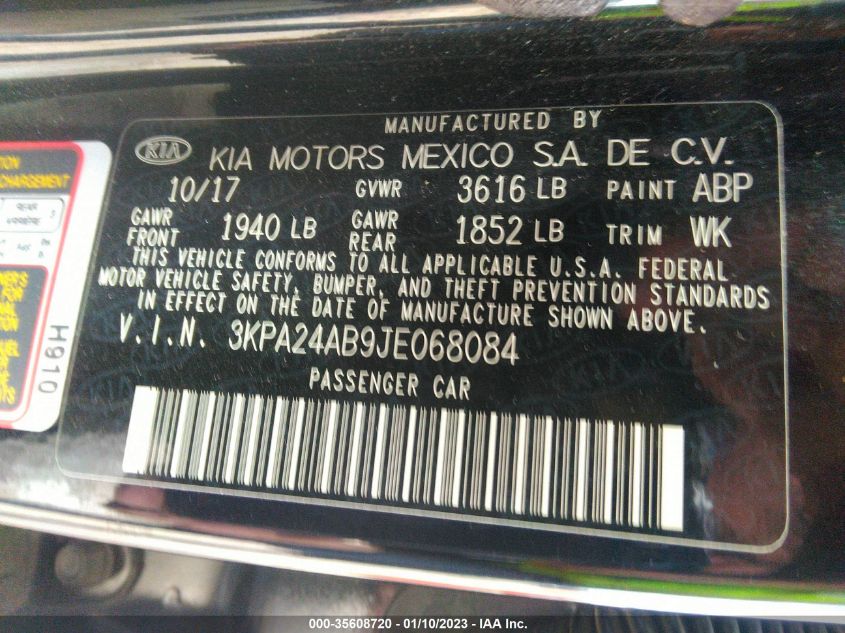 MANUFACTURED BY
KIA KIA MOTORS MEXICO S.A. DE C.V.
10/17 GVWR 3616 LB PAINT ABP
GAWR FRONT 1940 LB GAWR REAR 1852 LB TRIM WK
THIS VEHICLE CONFORMS TO ALL APPLICABLE U.S.A. FEDERAL
MOTOR VEHICLE SAFETY, BUMPER, AND THEFT PREVENTION STANDARDS
IN EFFECT ON THE DATE OF MANUFACTURE SHOWN ABOVE.
V.I.N. 3KPA24AB9JE068084
PASSENGER CAR
H910
CHARGEMENT
REAR
ARRIERE
000-35608720 - 01/10/2023 - IAA Inc.